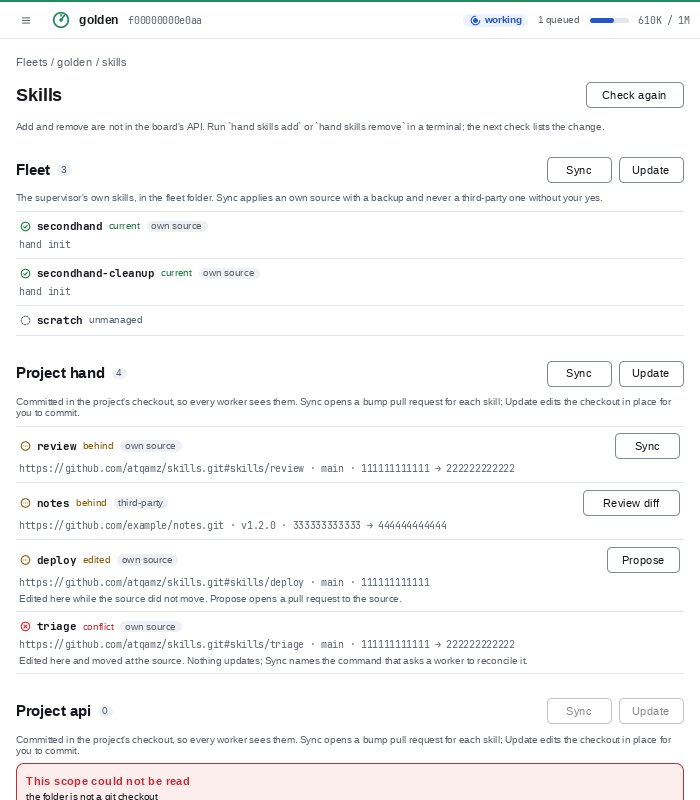 golden f00000000e0aa working 1 queued 610K / 1M
Fleets / golden / skills
Skills Check again
Add and remove are not in the board's API. Run `hand skills add` or `hand skills remove` in a terminal; the next check lists the change.
Fleet 3 Sync Update
The supervisor's own skills, in the fleet folder. Sync applies an own source with a backup and never a third-party one without your yes.
secondhand current own source
hand init
secondhand-cleanup current own source
hand init
scratch unmanaged
Project hand 4 Sync Update
Committed in the project's checkout, so every worker sees them. Sync opens a bump pull request for each skill; Update edits the checkout in place for
you to commit.
review behind own source Sync
https://github.com/atqamz/skills.git#skills/review · main · 111111111111 → 222222222222
notes behind third-party Review diff
https://github.com/example/notes.git · v1.2.0 · 333333333333 → 444444444444
deploy edited own source Propose
https://github.com/atqamz/skills.git#skills/deploy · main · 111111111111
Edited here while the source did not move. Propose opens a pull request to the source.
triage conflict own source
https://github.com/atqamz/skills.git#skills/triage · main · 111111111111 → 222222222222
Edited here and moved at the source. Nothing updates; Sync names the command that asks a worker to reconcile it.
Project api 0 Sync Update
Committed in the project's checkout, so every worker sees them. Sync opens a bump pull request for each skill; Update edits the checkout in place for
you to commit.
This scope could not be read
the folder is not a git checkout